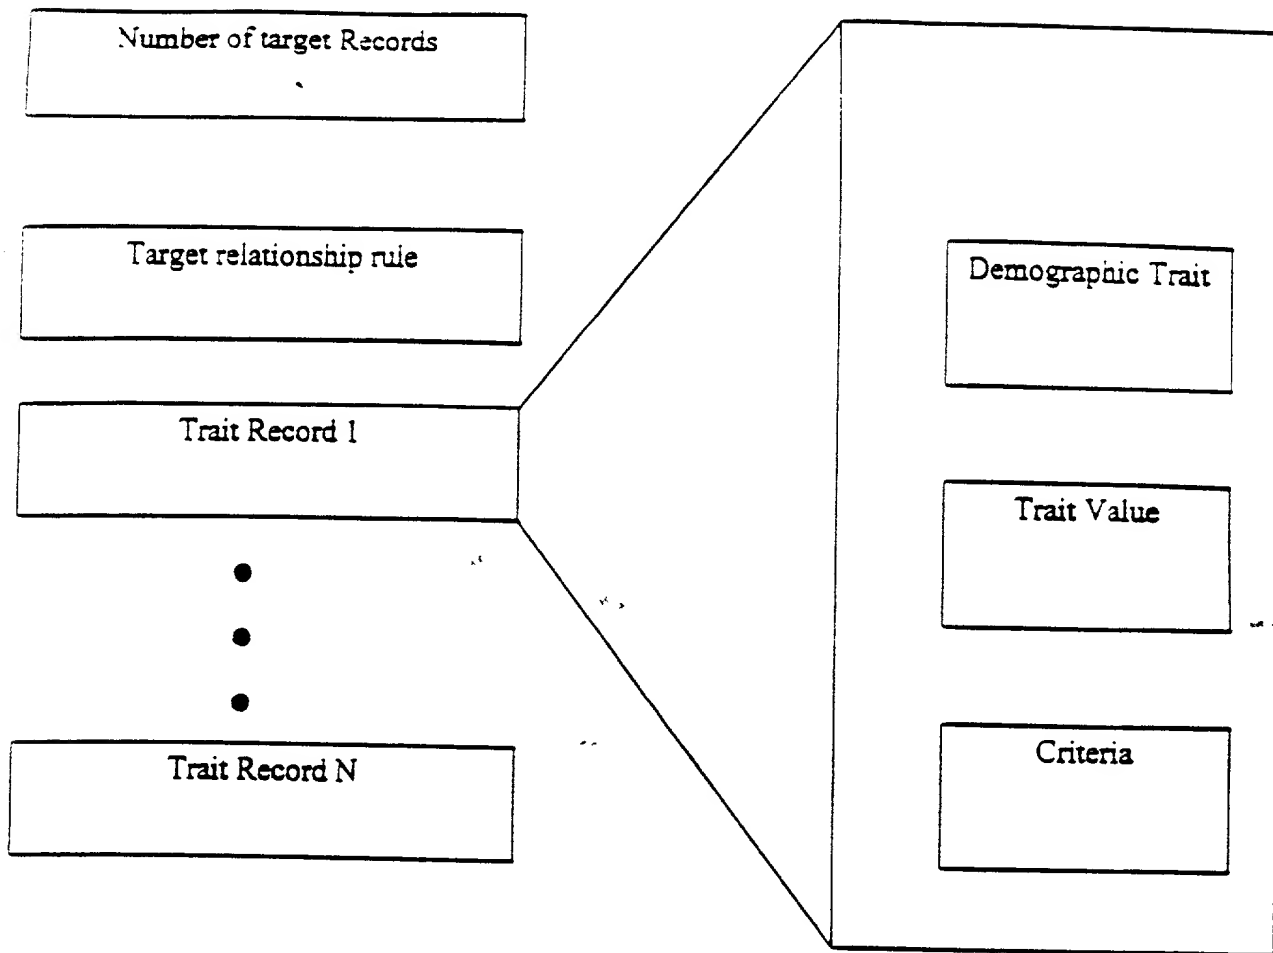 Number of target Records
Target relationship rule
Trait Record 1
Trait Record N
Demographic Trait
Trait Value
Criteria